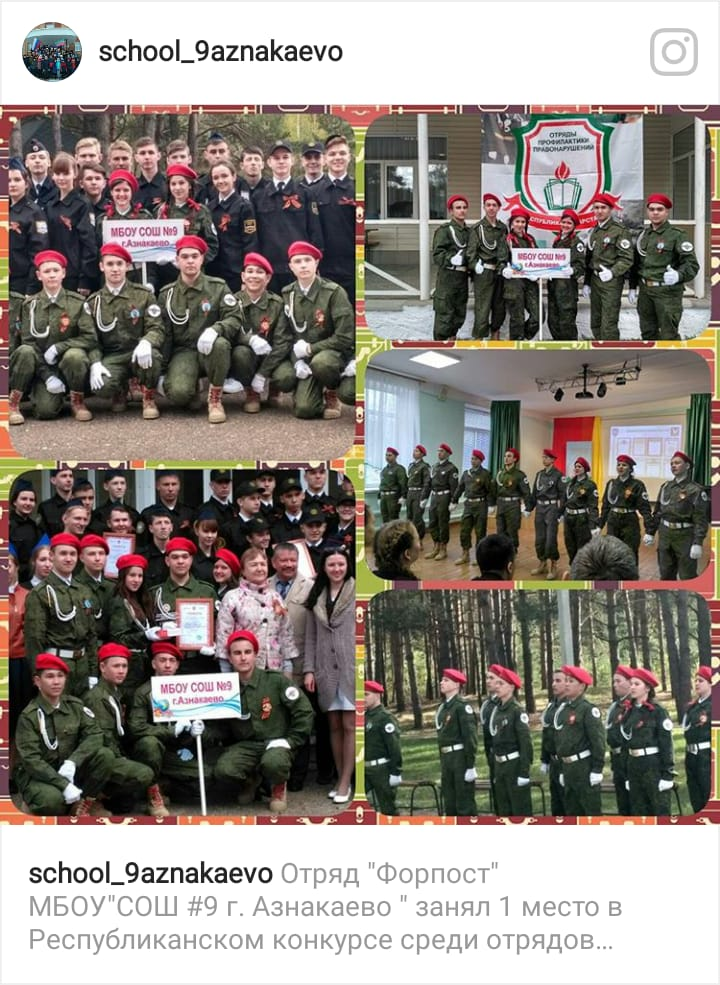 school_9aznakaevo
МБОУ СОШ №9
г.Азнакаево
ОТРЯДЫ
ПРОФИЛАКТИКИ
ПРАВОНАРУШЕНИЙ
МБОУ СОШ №9
г.Азнакаево
МБОУ СОШ №9
г.Азнакаево
school_9aznakaevo Отряд "Форпост"
МБОУ"СОШ #9 г. Азнакаево " занял 1 место в
Республиканском конкурсе среди отрядов...